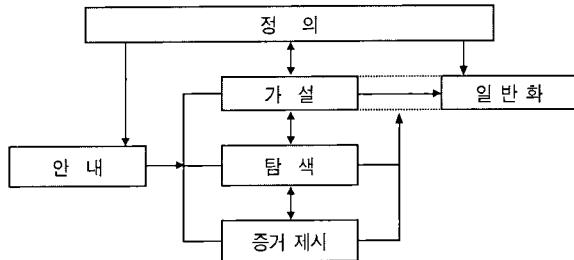 정 의
가 설
일 반 화
안 내
탐 색
증거 제시